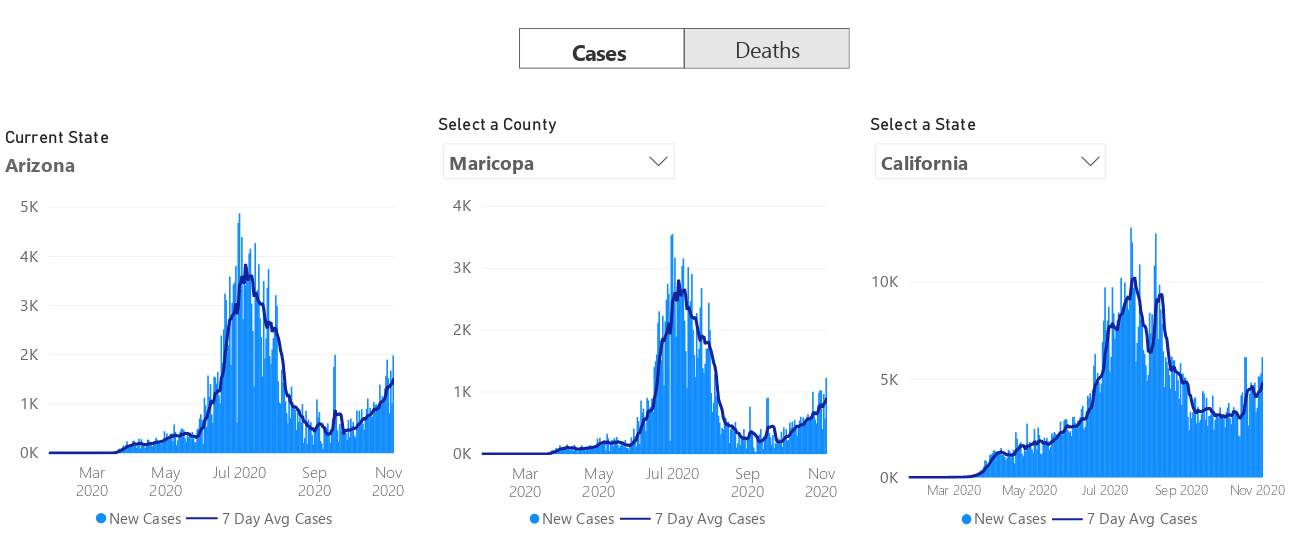 Cases Deaths
Current State
Arizona
5K
4K
3K
2K
1K
0K
Mar 2020 May 2020 Jul 2020 Sep 2020 Nov 2020
New Cases 7 Day Avg Cases
Select a County
Maricopa
4K
3K
2K
1K
0K
Mar 2020 May 2020 Jul 2020 Sep 2020 Nov 2020
New Cases 7 Day Avg Cases
Select a State
California
10K
5K
0K
Mar 2020 May 2020 Jul 2020 Sep 2020 Nov 2020
New Cases 7 Day Avg Cases